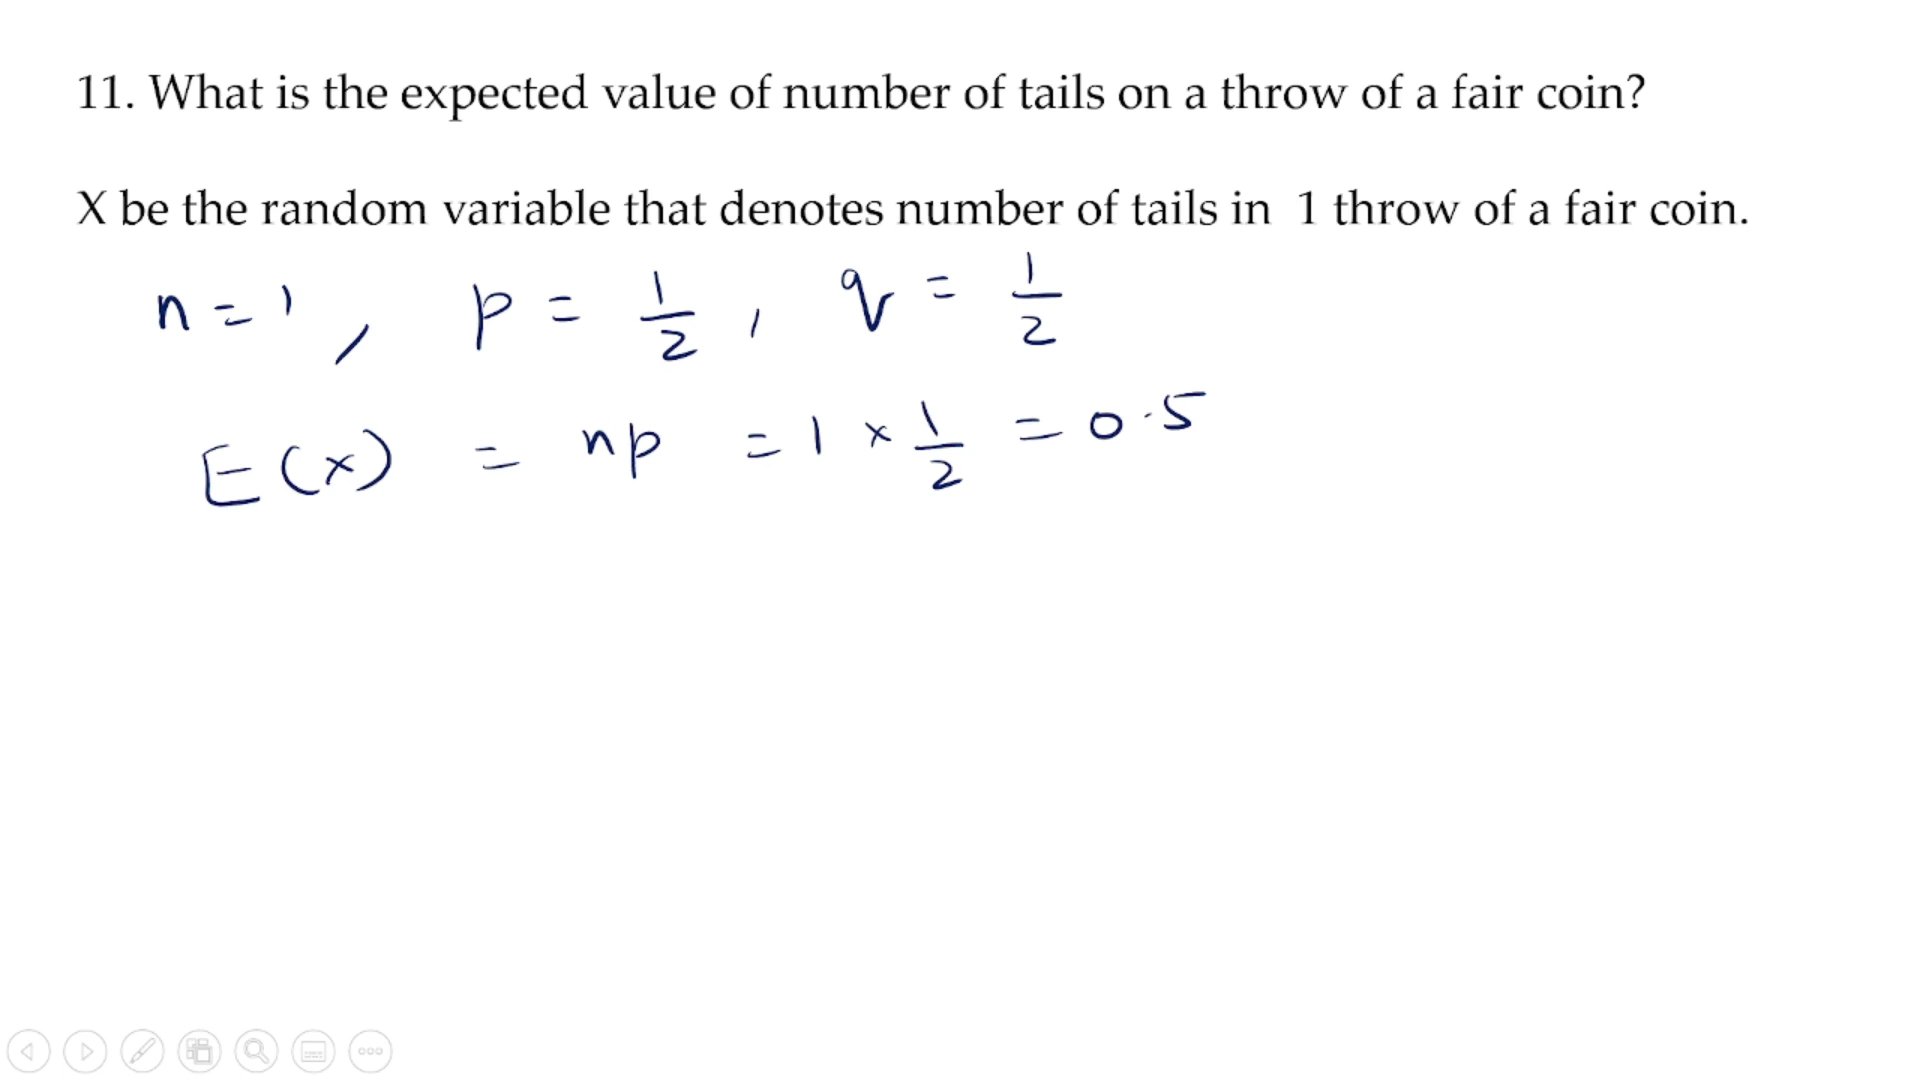 11. What is the expected value of number of tails on a throw of a fair coin?
X be the random variable that denotes number of tails in 1 throw of a fair coin.
n = 1, p = 1/2, q = 1/2
E(x) = np = 1 × 1/2 = 0.5